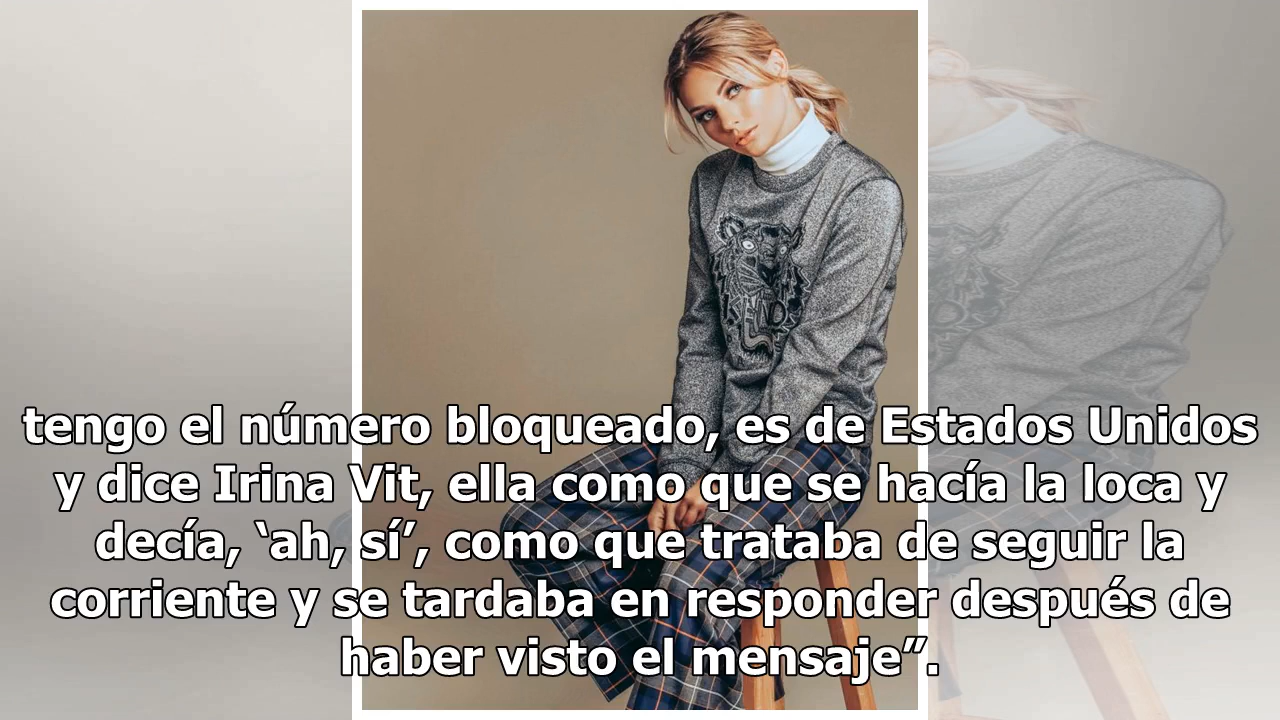 tengo el número bloqueado, es de Estados Unidos
y dice Irina Vit, ella como que se hacía la loca y
decía, ‘ah, sí’, como que trataba de seguir la
corriente y se tardaba en responder después de
haber visto el mensaje”.